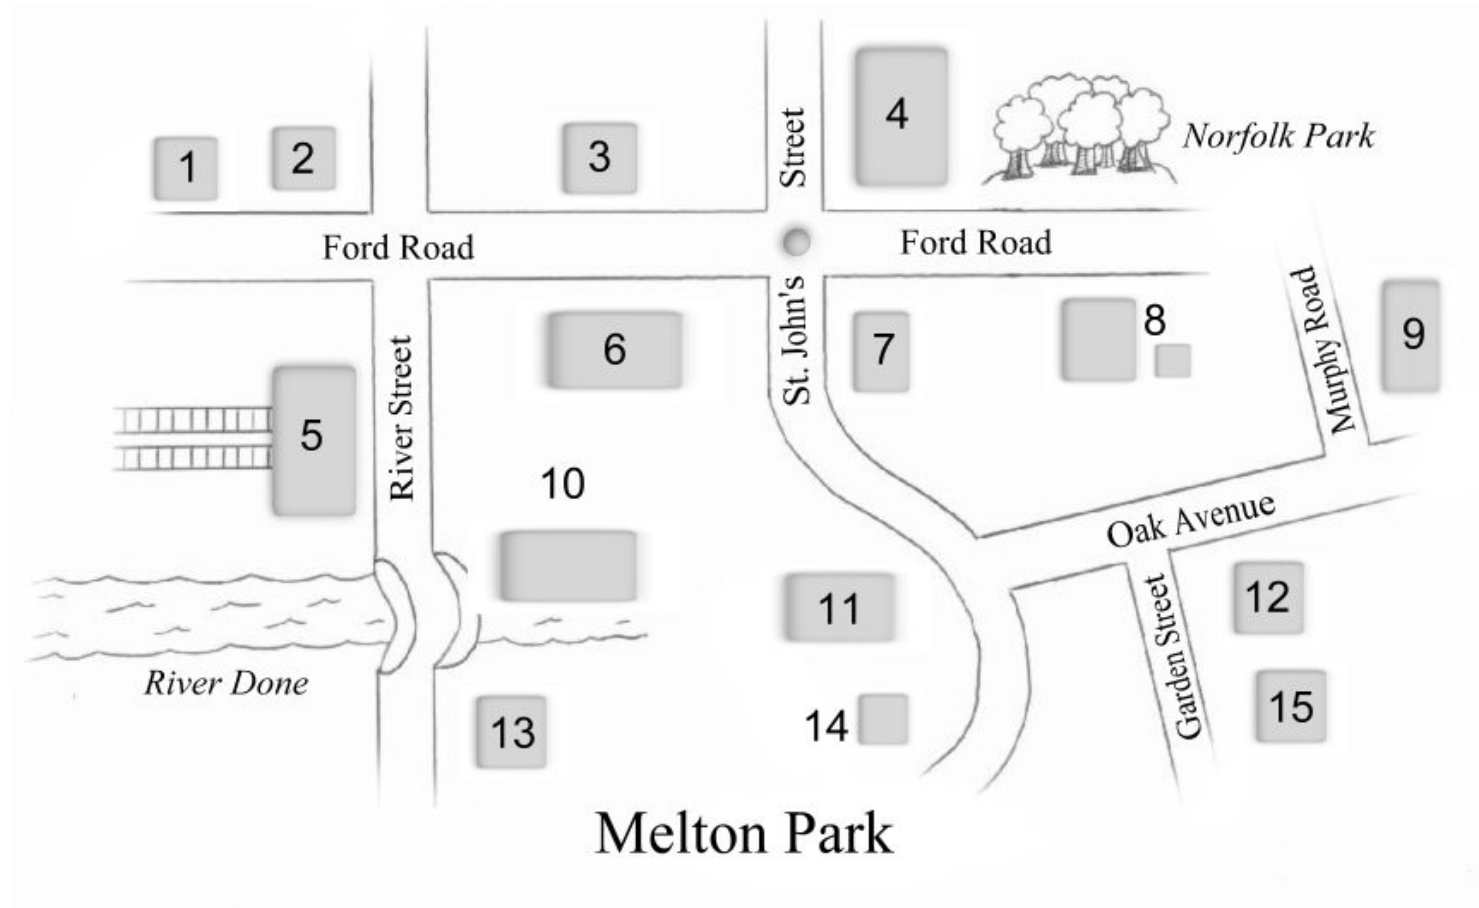 1
2
3
Street
4
Norfolk Park
Ford Road
Ford Road
5
River Street
6
St. John's
7
8
Murphy Road
9
10
Oak Avenue
11
12
Garden Street
River Done
13
14
15
Melton Park